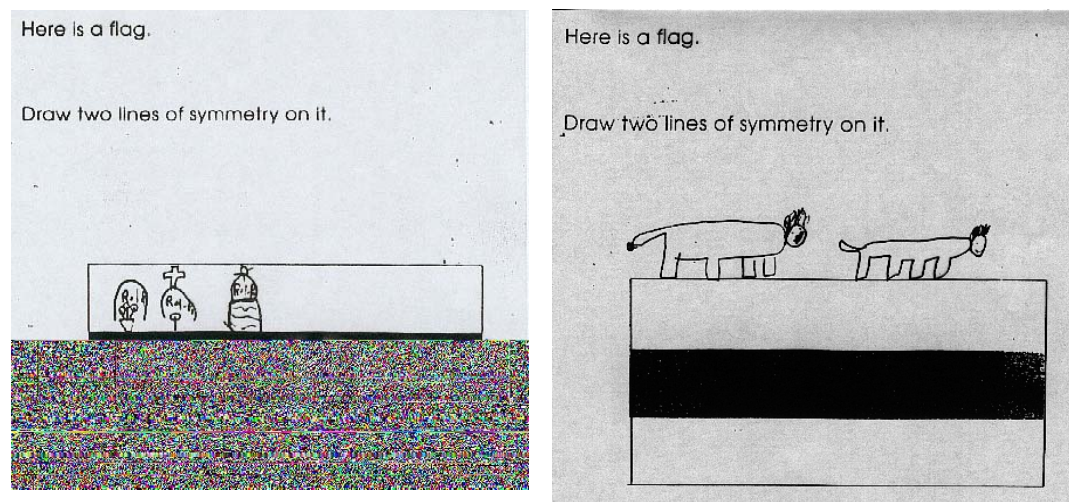 Here is a flag.
Draw two lines of symmetry on it.
Here is a flag.
Draw two lines of symmetry on it.